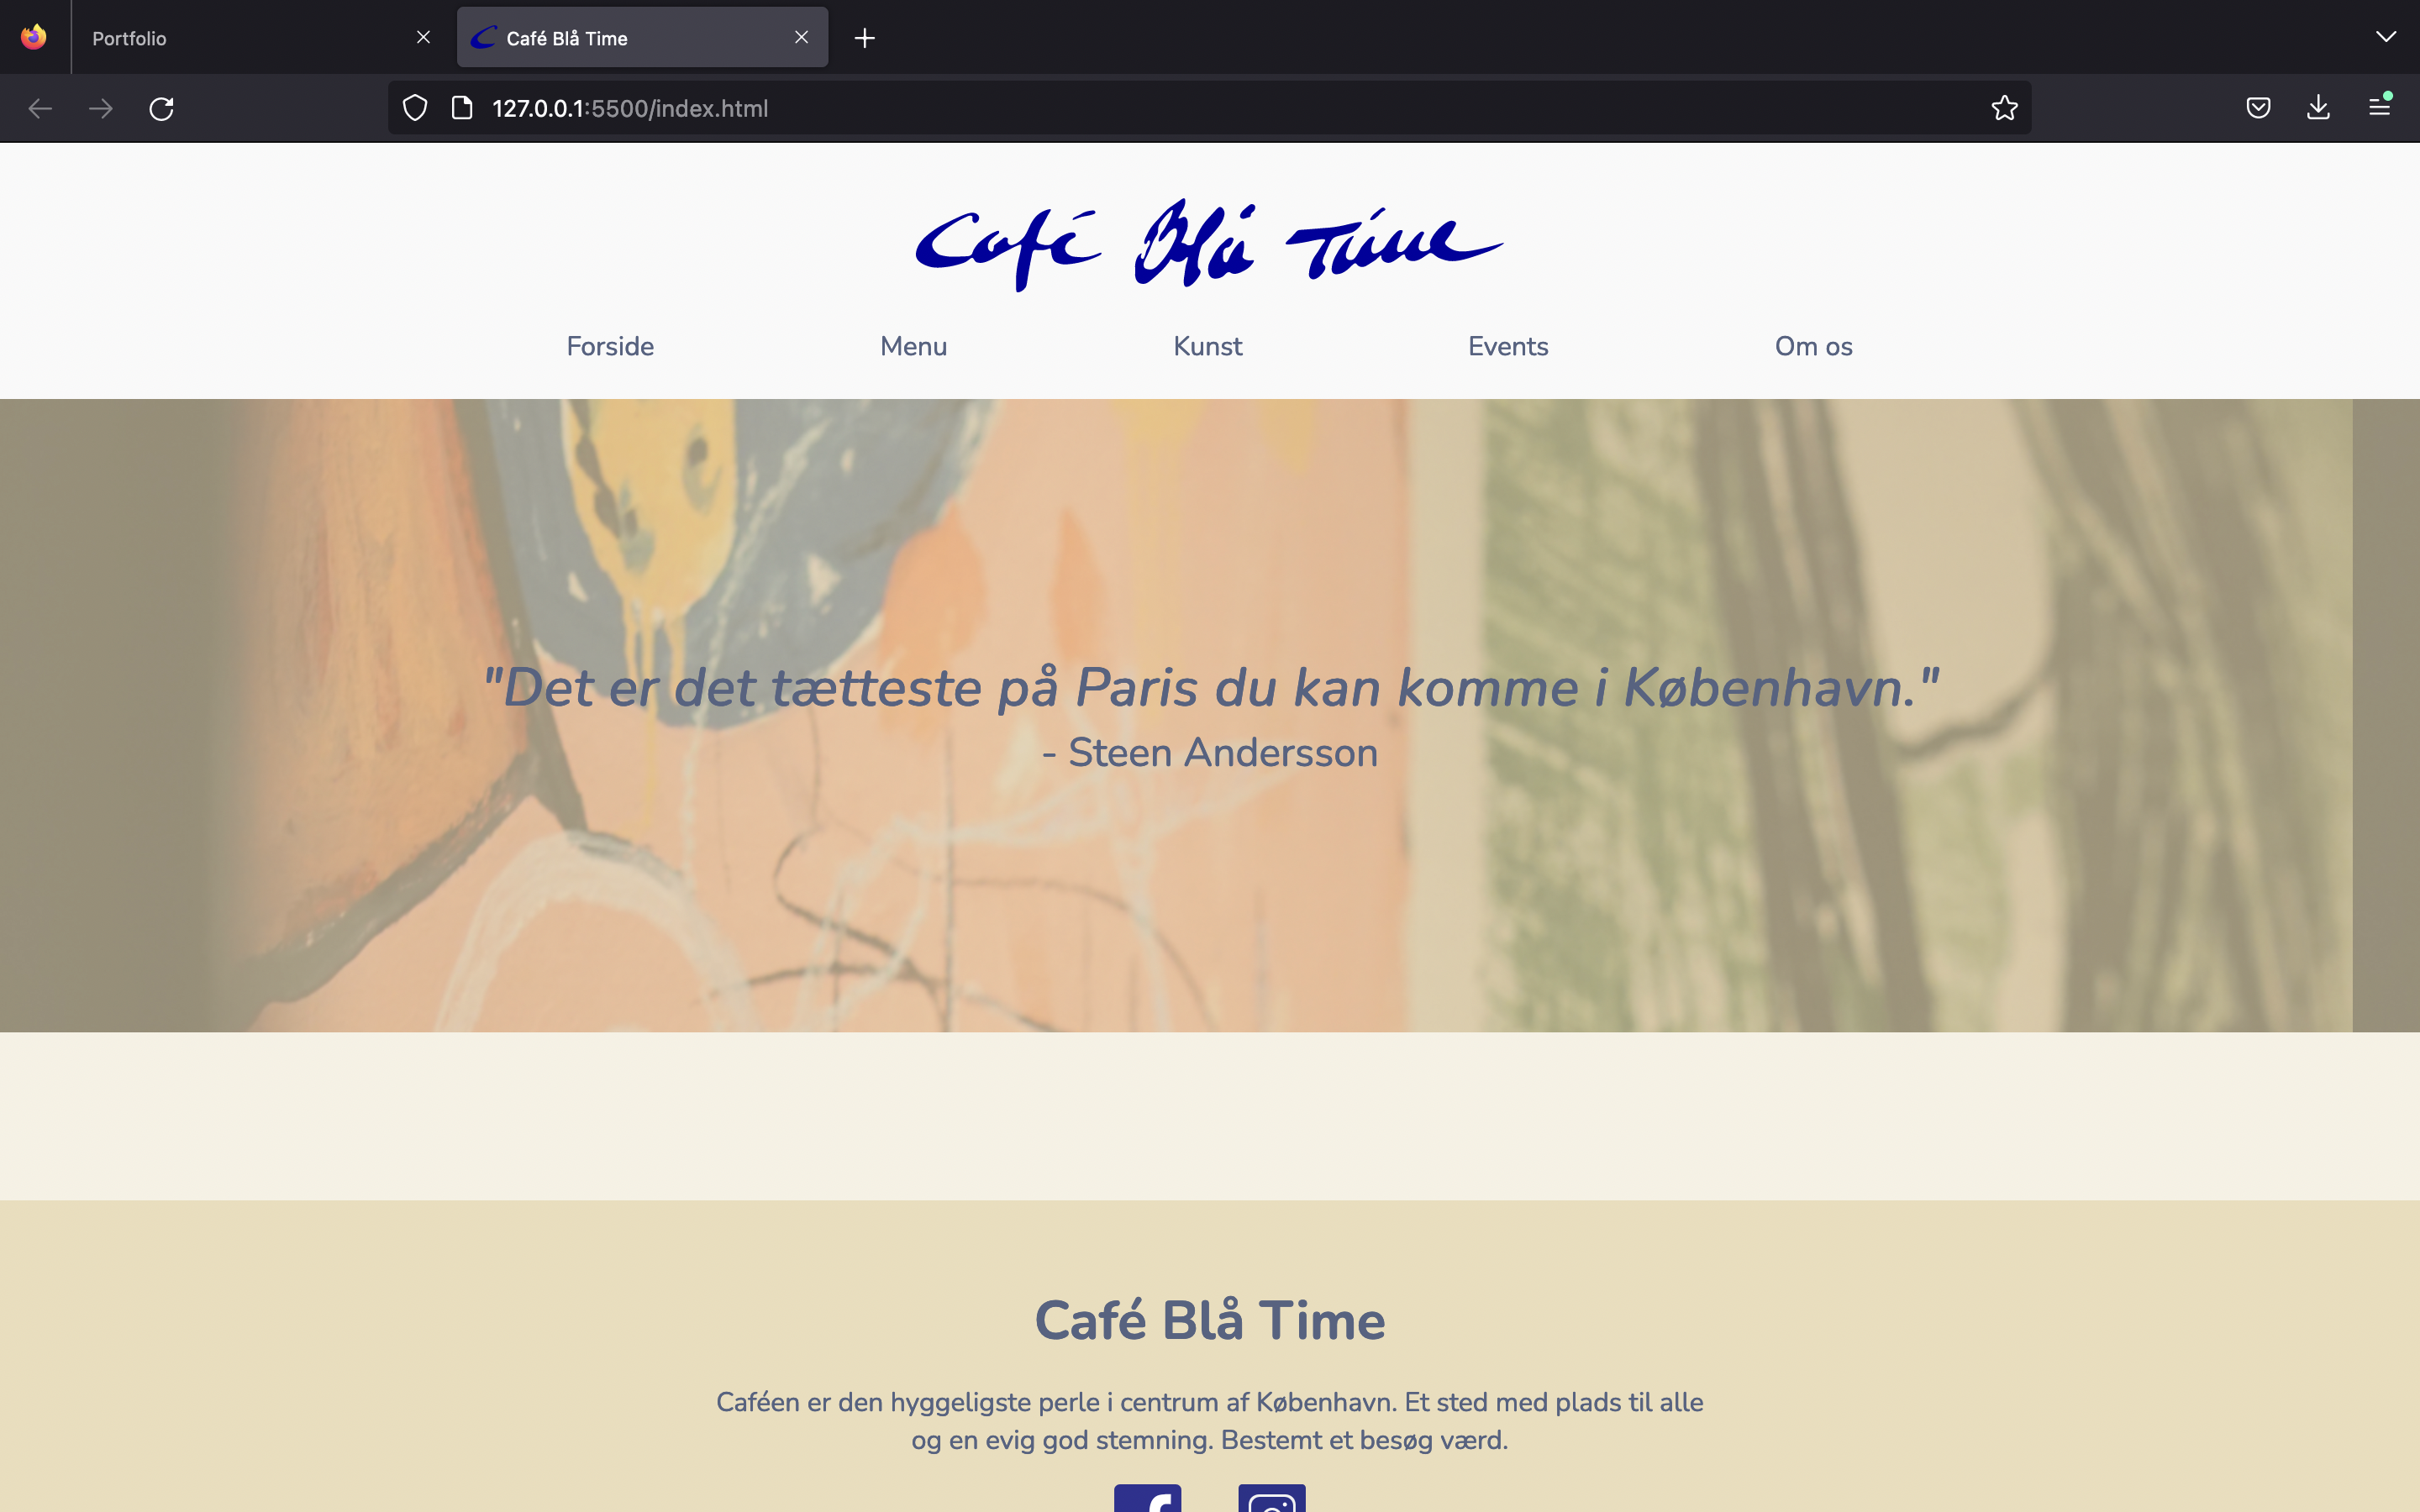 Portfolio
Café Blå Time
127.0.0.1:5500/index.html
Café Blå Time
Forside Menu Kunst Events Om os
"Det er det tætteste på Paris du kan komme i København."
- Steen Andersson
Café Blå Time
Caféen er den hyggeligste perle i centrum af København. Et sted med plads til alle
og en evig god stemning. Bestemt et besøg værd.